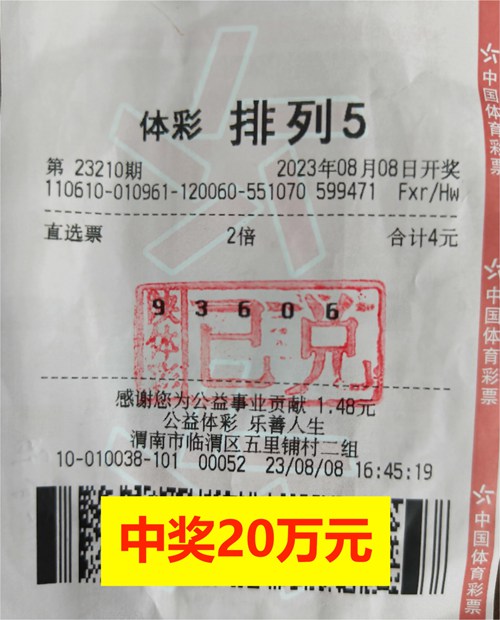 体彩 排列5
第 23210期 2023年08月08日开奖
110610-010961-120060-551070 599471 Fxr/Hw
直选票 2倍 合计4元
9 3 6 0 6
已兑
感谢您为公益事业贡献 1.48元
公益体彩 乐善人生
渭南市临渭区五里铺村二组
10-010038-101 00052 23/08/08 16:45:19
中奖20万元
中国体育彩票
中国体育彩票
中国体育彩票